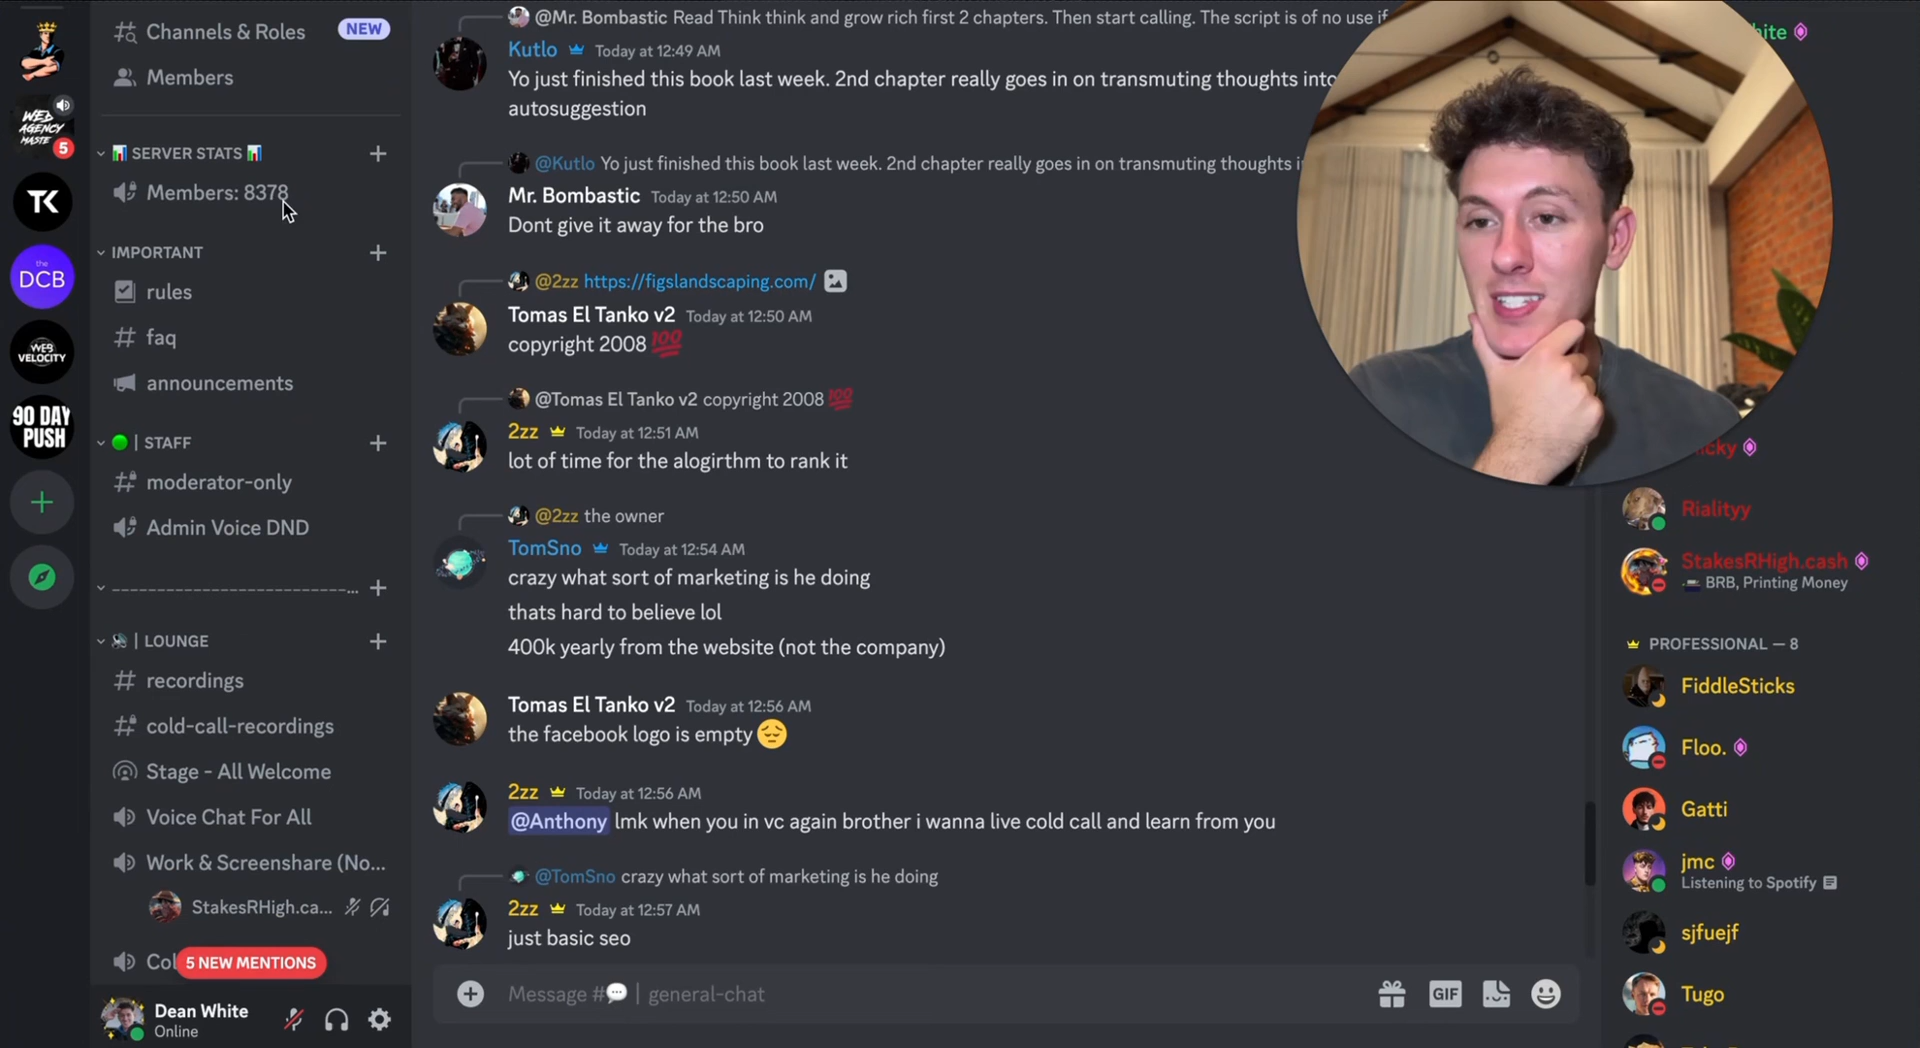 WEB
AGENCY
MASTE
5
TK
the
DCB
WEB
VELOCITY
90 DAY
PUSH
Channels & Roles
NEW
Members
📊 SERVER STATS 📊
Members: 8378
IMPORTANT
rules
faq
announcements
🟢 | STAFF
moderator-only
Admin Voice DND
--------------------------...
🔊 | LOUNGE
recordings
cold-call-recordings
Stage - All Welcome
Voice Chat For All
Work & Screenshare (No...
StakesRHigh.ca...
Col
5 NEW MENTIONS
Dean White
Online
@Mr. Bombastic Read Think think and grow rich first 2 chapters. Then start calling. The script is of no use if
Kutlo Today at 12:49 AM
Yo just finished this book last week. 2nd chapter really goes in on transmuting thoughts into
autosuggestion
@Kutlo Yo just finished this book last week. 2nd chapter really goes in on transmuting thoughts i
Mr. Bombastic Today at 12:50 AM
Dont give it away for the bro
@2zz https://figslandscaping.com/
Tomas El Tanko v2 Today at 12:50 AM
copyright 2008 💯
@Tomas El Tanko v2 copyright 2008 💯
2zz Today at 12:51 AM
lot of time for the alogirthm to rank it
@2zz the owner
TomSno Today at 12:54 AM
crazy what sort of marketing is he doing
thats hard to believe lol
400k yearly from the website (not the company)
Tomas El Tanko v2 Today at 12:56 AM
the facebook logo is empty 😔
2zz Today at 12:56 AM
@Anthony lmk when you in vc again brother i wanna live cold call and learn from you
@TomSno crazy what sort of marketing is he doing
2zz Today at 12:57 AM
just basic seo
Message #💬 | general-chat
GIF
ite
icky
Rialityy
StakesRHigh.cash
BRB, Printing Money
PROFESSIONAL — 8
FiddleSticks
Floo.
Gatti
jmc
Listening to Spotify
sjfuejf
Tugo